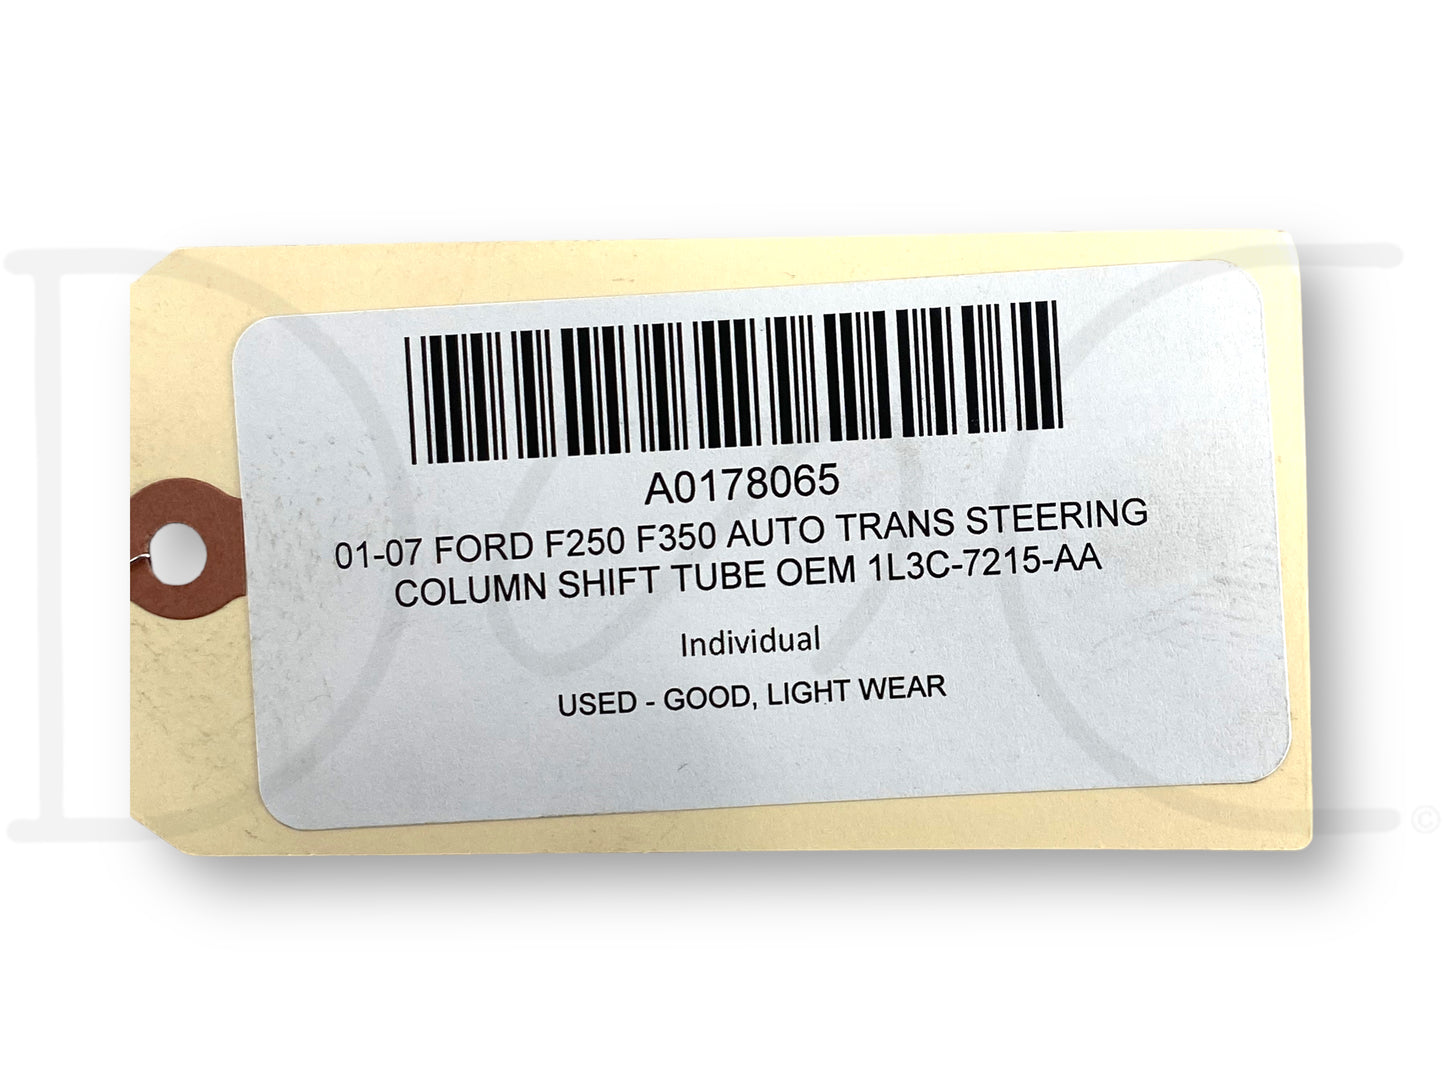 A0178065
01-07 FORD F250 F350 AUTO TRANS STEERING
COLUMN SHIFT TUBE OEM 1L3C-7215-AA
Individual
USED - GOOD, LIGHT WEAR
©